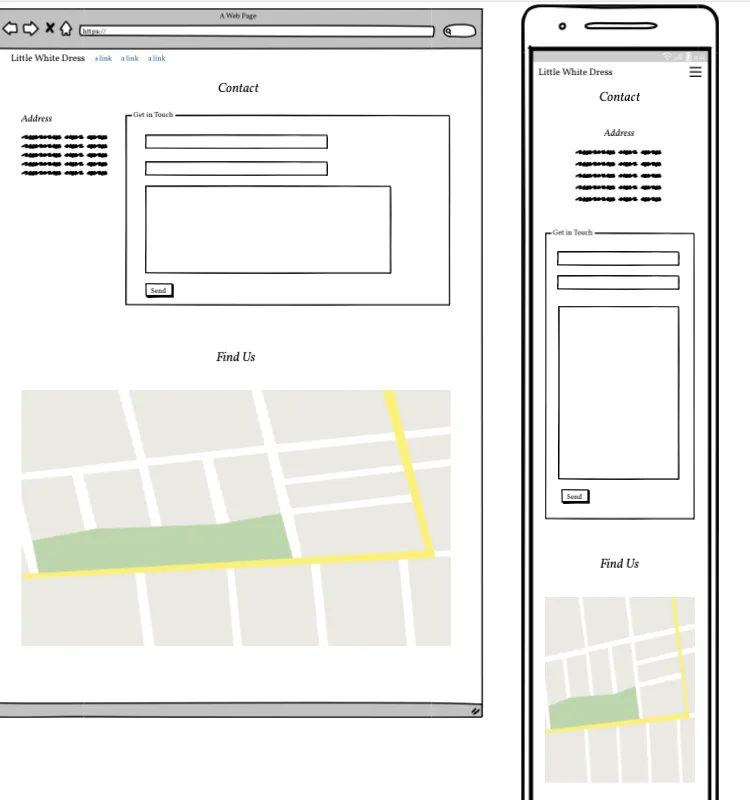 A Web Page
https://
Little White Dress a link a link a link
Contact
Address
Get in Touch
Send
Find Us
Little White Dress
Contact
Address
Get in Touch
Send
Find Us